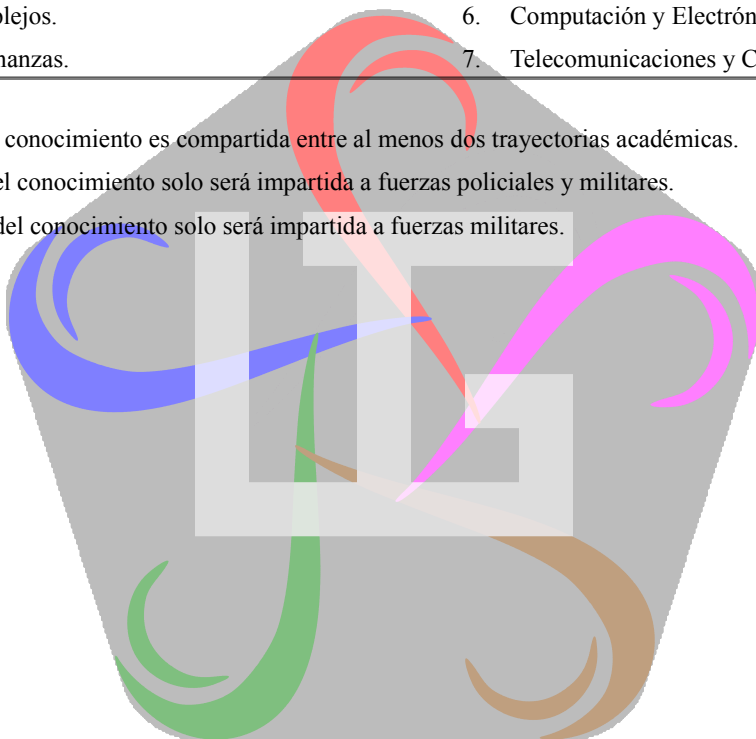 plejos.
6. Computación y Electrón
nanzas.
7. Telecomunicaciones y C
conocimiento es compartida entre al menos dos trayectorias académicas.
el conocimiento solo será impartida a fuerzas policiales y militares.
del conocimiento solo será impartida a fuerzas militares.
LTG